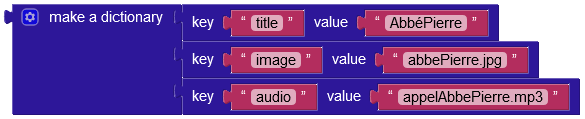 make a dictionary key “ title ” value “ AbbéPierre ”
key “ image ” value “ abbePierre.jpg ”
key “ audio ” value “ appelAbbePierre.mp3 ”